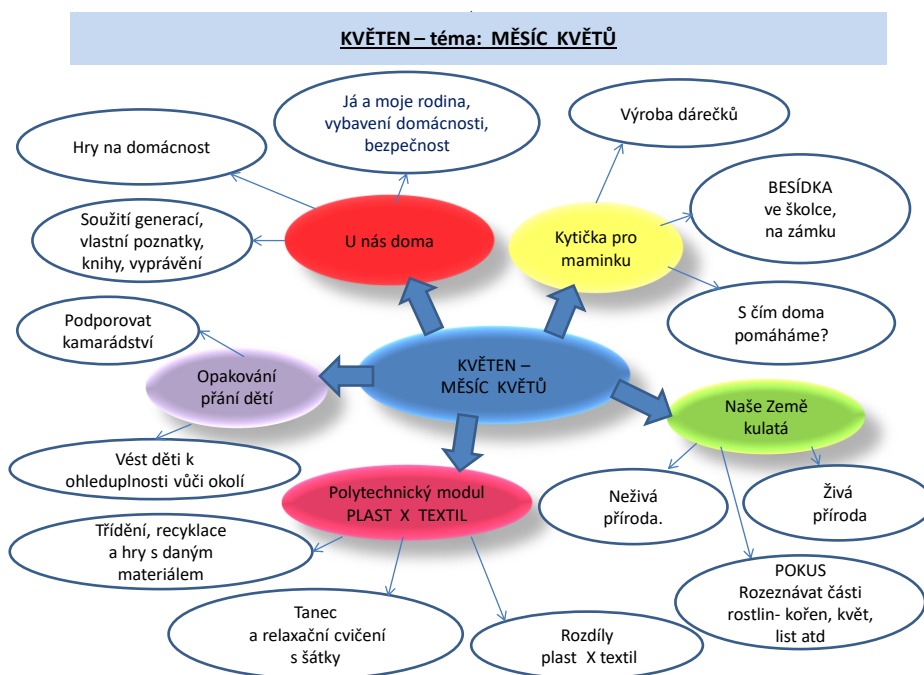 KVĚTEN – téma: MĚSÍC KVĚTŮ
Já a moje rodina,
vybavení domácnosti,
bezpečnost
Výroba dárečků
Hry na domácnost
BESÍDKA
ve školce,
na zámku
Soužití generací,
vlastní poznatky,
knihy, vyprávění
U nás doma
Kytička pro
maminku
S čím doma
pomáháme?
Podporovat
kamarádství
KVĚTEN –
MĚSÍC KVĚTŮ
Opakování
přání dětí
Naše Země
kulatá
Vést děti k
ohleduplnosti vůči okolí
Polytechnický modul
PLAST X TEXTIL
Neživá
příroda.
Živá
příroda
Třídění, recyklace
a hry s daným
materiálem
POKUS
Rozeznávat části
rostlin- kořen, květ,
list atd
Tanec
a relaxační cvičení
s šátky
Rozdíly
plast X textil